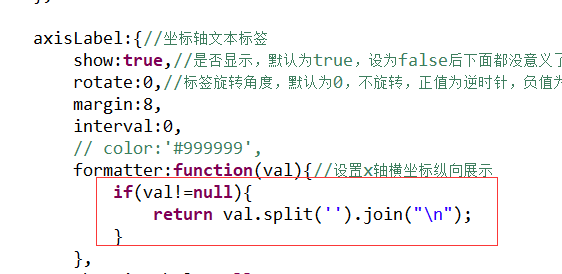 axisLabel:{//坐标轴文本标签
show:true,//是否显示，默认为true，设为false后下面都没意义了
rotate:0,//标签旋转角度，默认为0，不旋转，正值为逆时针，负值为
margin:8,
interval:0,
// color:'#999999',
formatter:function(val){//设置x轴横坐标纵向展示
if(val!=null){
return val.split('').join("\n");
}
},